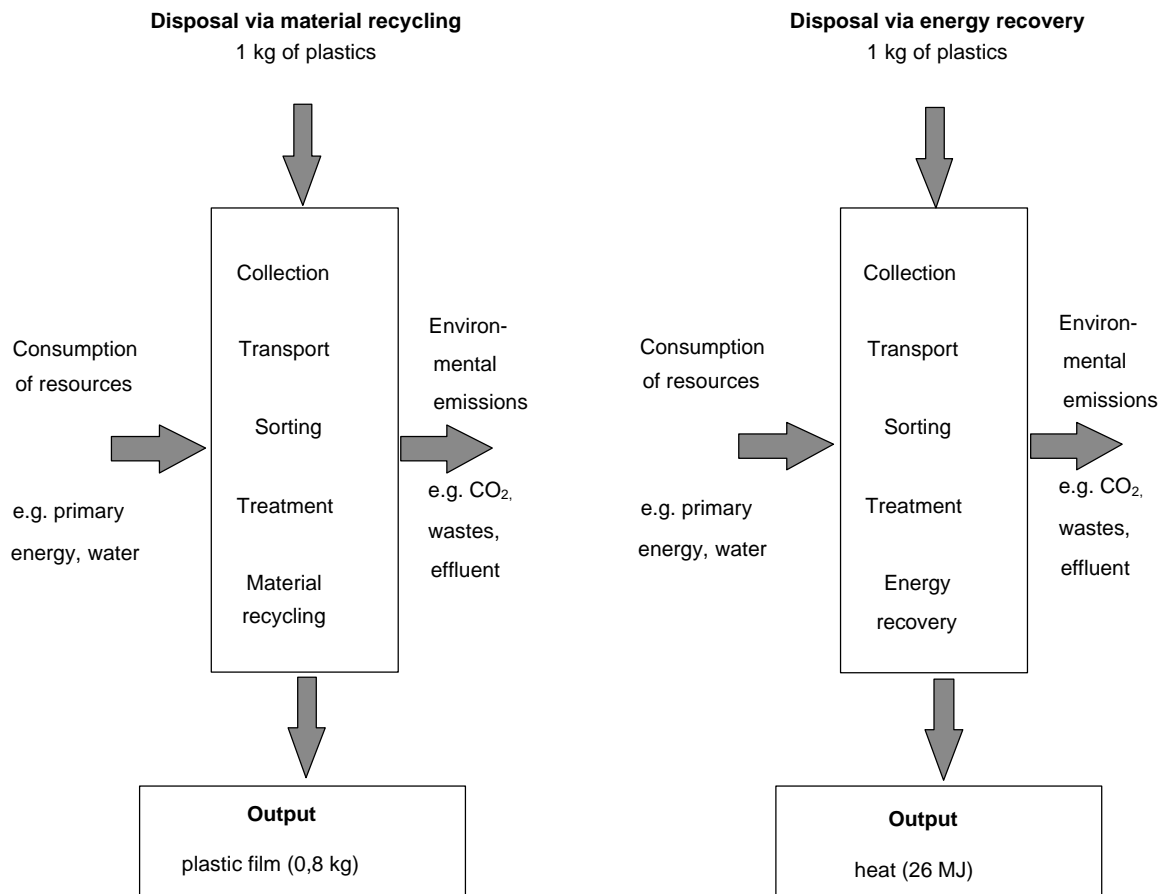 Disposal via material recycling
1 kg of plastics
Consumption
of resources
e.g. primary
energy, water
Collection
Transport
Sorting
Treatment
Material
recycling
Environ-
mental
emissions
e.g. CO₂,
wastes,
effluent
Output
plastic film (0,8 kg)
Disposal via energy recovery
1 kg of plastics
Consumption
of resources
e.g. primary
energy, water
Collection
Transport
Sorting
Treatment
Energy
recovery
Environ-
mental
emissions
e.g. CO₂,
wastes,
effluent
Output
heat (26 MJ)